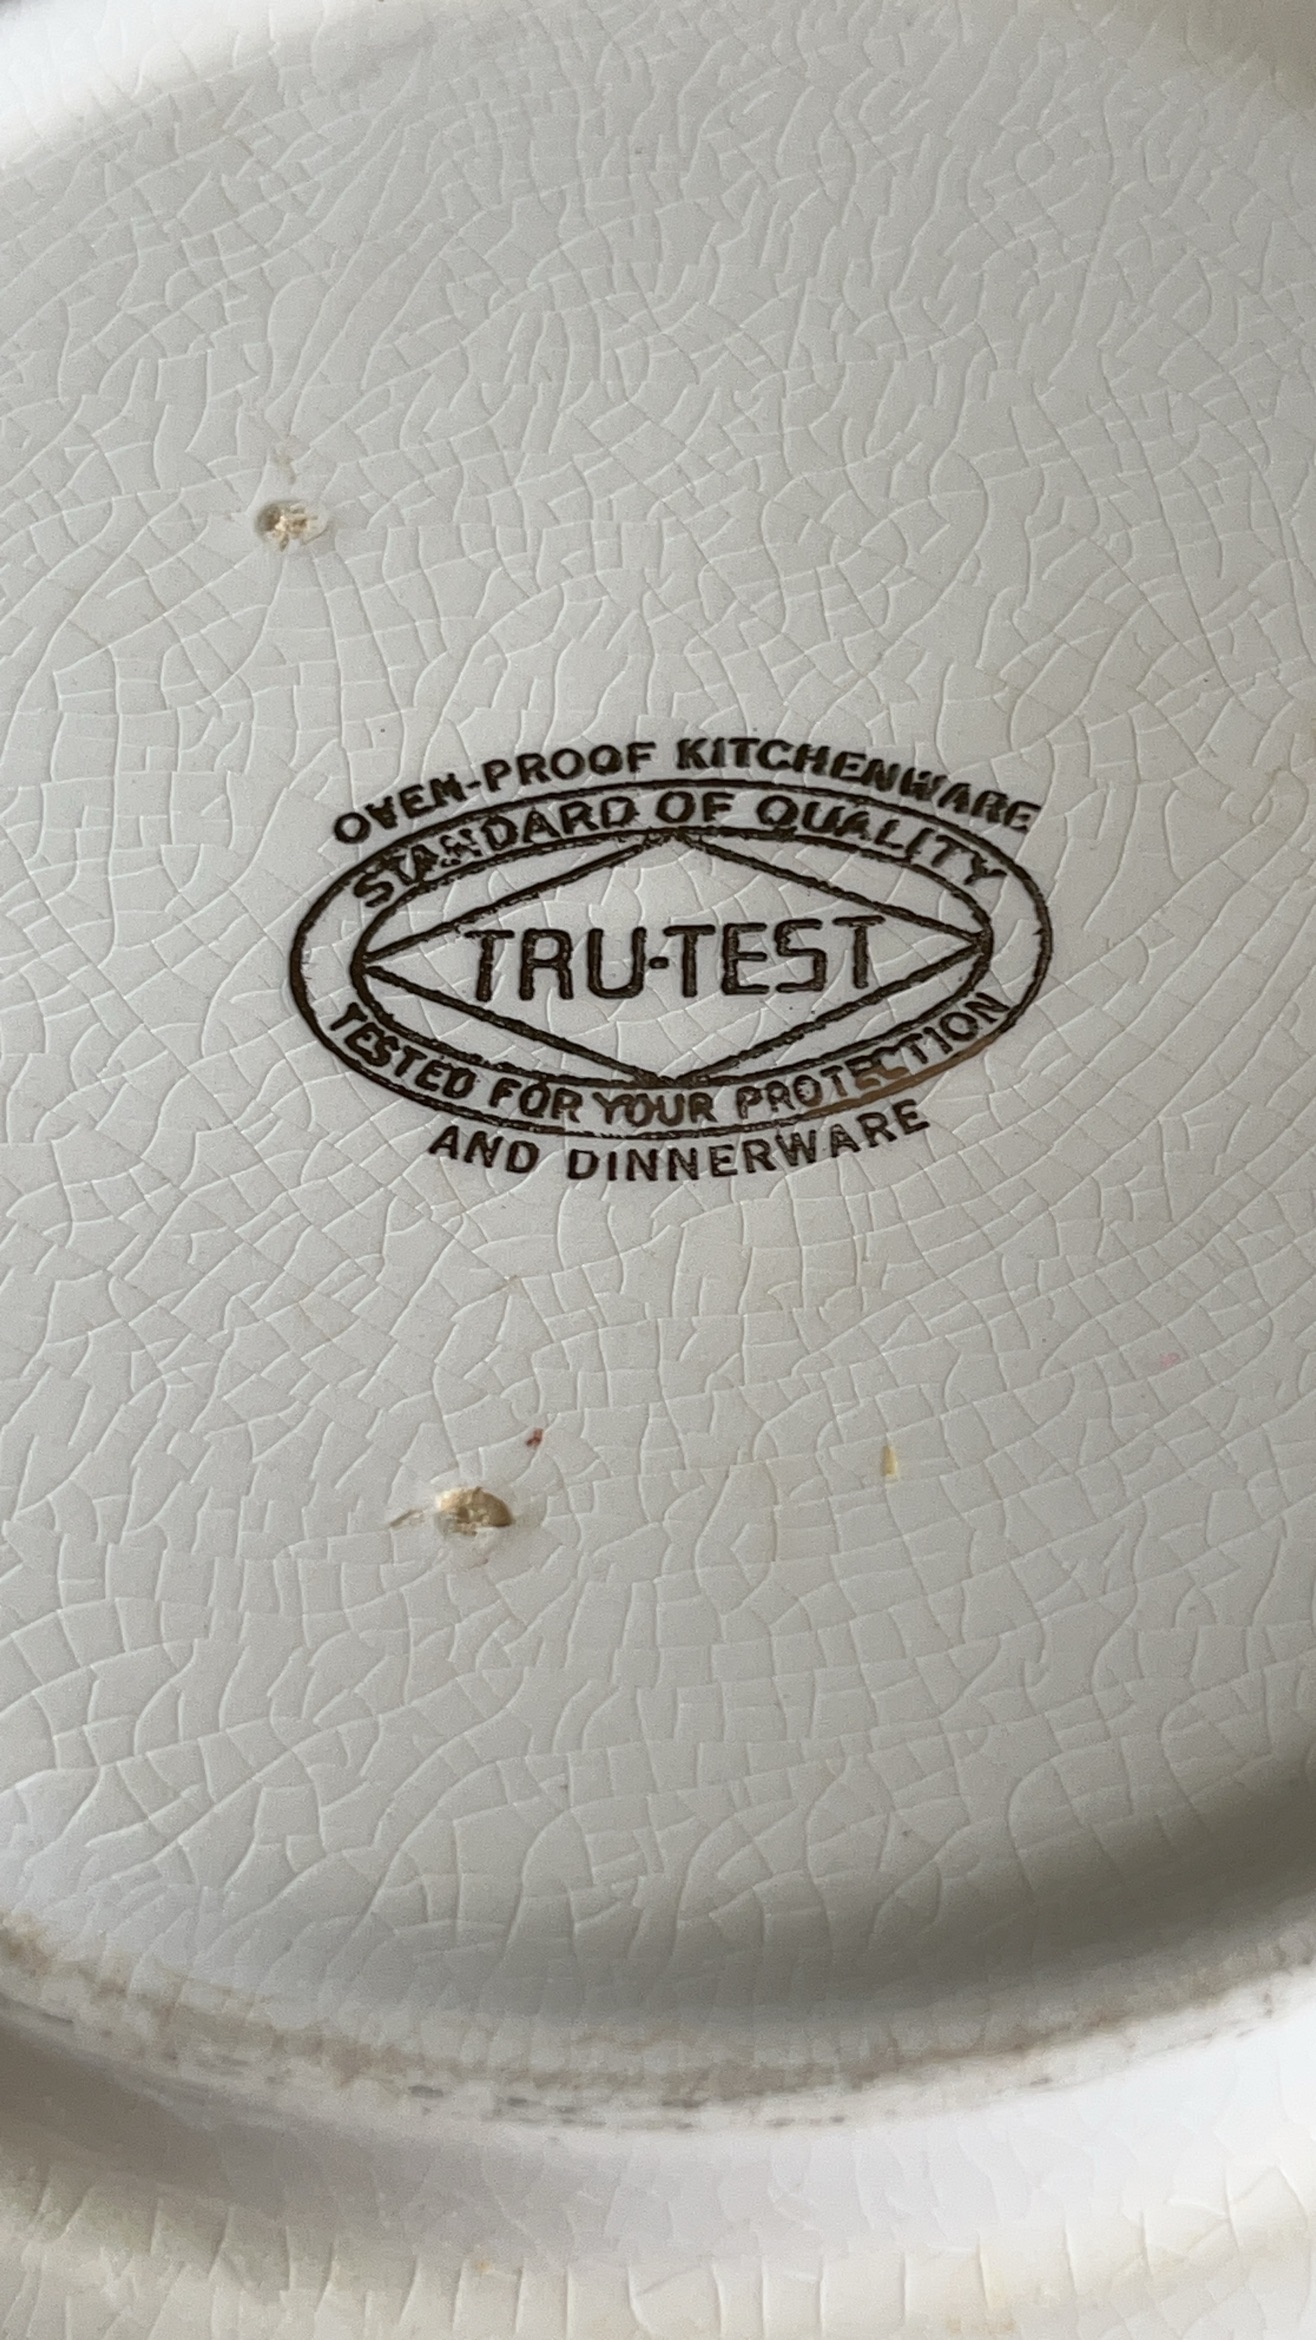 OVEN-PROOF KITCHENWARE
STANDARD OF QUALITY
TRU-TEST
TESTED FOR YOUR PROTECTION
AND DINNERWARE